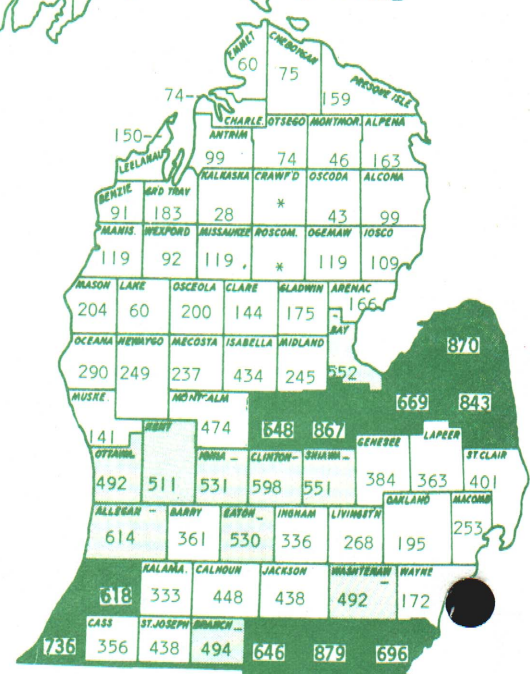 EMMET
60
CHEBOYGAN
75
PRESQUE ISLE
159
74
CHARLE.
OTSEGO
74
MONTMOR.
46
ALPENA
163
150
LEELANAU
ANTRIM
99
BENZIE
91
GR'D TRAV
183
KALKASKA
28
CRAWF'D
*
OSCODA
43
ALCONA
99
MANIS.
119
WEXFORD
92
MISSAUKEE
119
ROSCOM.
*
OGEMAW
119
IOSCO
109
MASON
204
LAKE
60
OSCEOLA
200
CLARE
144
GLADWIN
175
ARENAC
166
BAY
552
OCEANA
290
NEWAYGO
249
MECOSTA
237
ISABELLA
434
MIDLAND
245
870
669
843
MUSKE.
141
MONTCALM
474
648
867
KENT
511
OTTAWA
492
IONIA
531
CLINTON
598
SHIAWA
551
GENESEE
384
LAPEER
363
ST CLAIR
401
ALLEGAN
614
BARRY
361
EATON
530
INGHAM
336
LIVINGST'N
268
OAKLAND
195
MACOMB
253
618
KALAMA.
333
CALHOUN
448
JACKSON
438
WASHTENAW
492
WAYNE
172
736
CASS
356
ST.JOSEPH
438
BRANCH
494
646
879
696